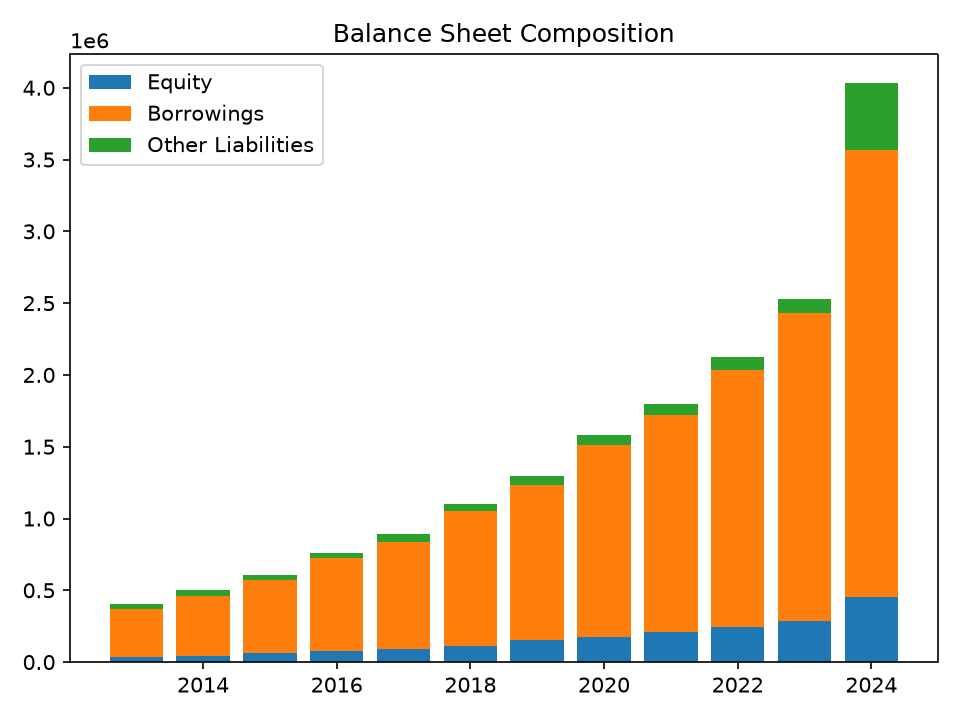 Balance Sheet Composition
1e6
Equity
Borrowings
Other Liabilities
4.0
3.5
3.0
2.5
2.0
1.5
1.0
0.5
0.0
2014 2016 2018 2020 2022 2024